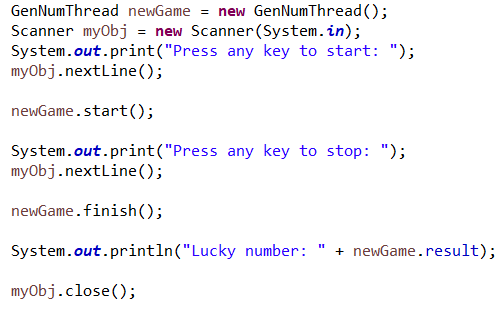 GenNumThread newGame = new GenNumThread();
Scanner myObj = new Scanner(System.in);
System.out.print("Press any key to start: ");
myObj.nextLine();
newGame.start();
System.out.print("Press any key to stop: ");
myObj.nextLine();
newGame.finish();
System.out.println("Lucky number: " + newGame.result);
myObj.close();